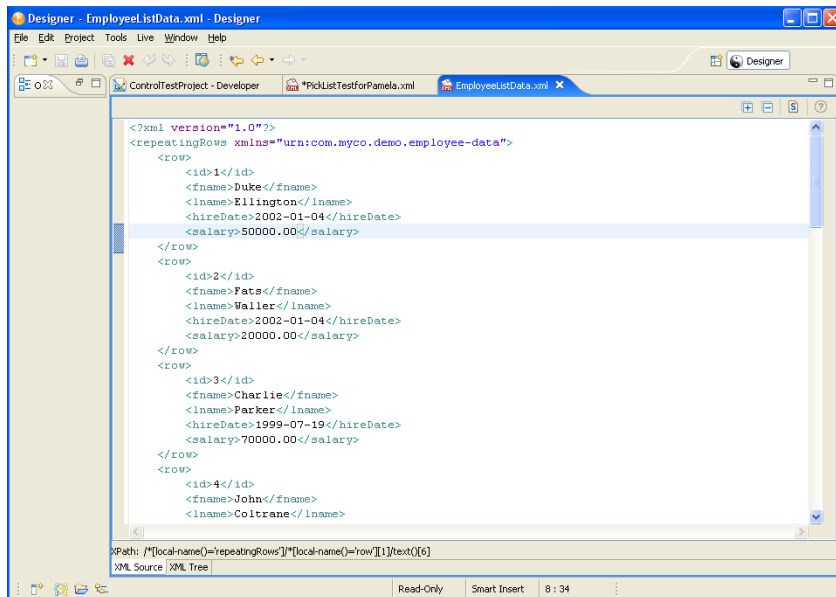 Designer - EmployeeListData.xml - Designer
File Edit Project Tools Live Window Help
Designer
ControlTestProject - Developer *PickListTestforPamela.xml EmployeeListData.xml
<?xml version="1.0"?>
<repeatingRows xmlns="urn:com.myco.demo.employee-data">
<row>
<id>1</id>
<fname>Duke</fname>
<lname>Ellington</lname>
<hireDate>2002-01-04</hireDate>
<salary>50000.00</salary>
</row>
<row>
<id>2</id>
<fname>Fats</fname>
<lname>Waller</lname>
<hireDate>2002-01-04</hireDate>
<salary>20000.00</salary>
</row>
<row>
<id>3</id>
<fname>Charlie</fname>
<lname>Parker</lname>
<hireDate>1999-07-19</hireDate>
<salary>70000.00</salary>
</row>
<row>
<id>4</id>
<fname>John</fname>
<lname>Coltrane</lname>
XPath: /*[local-name()='repeatingRows']/*[local-name()='row'][1]/text()[6]
XML Source XML Tree
Read-Only Smart Insert 8 : 34